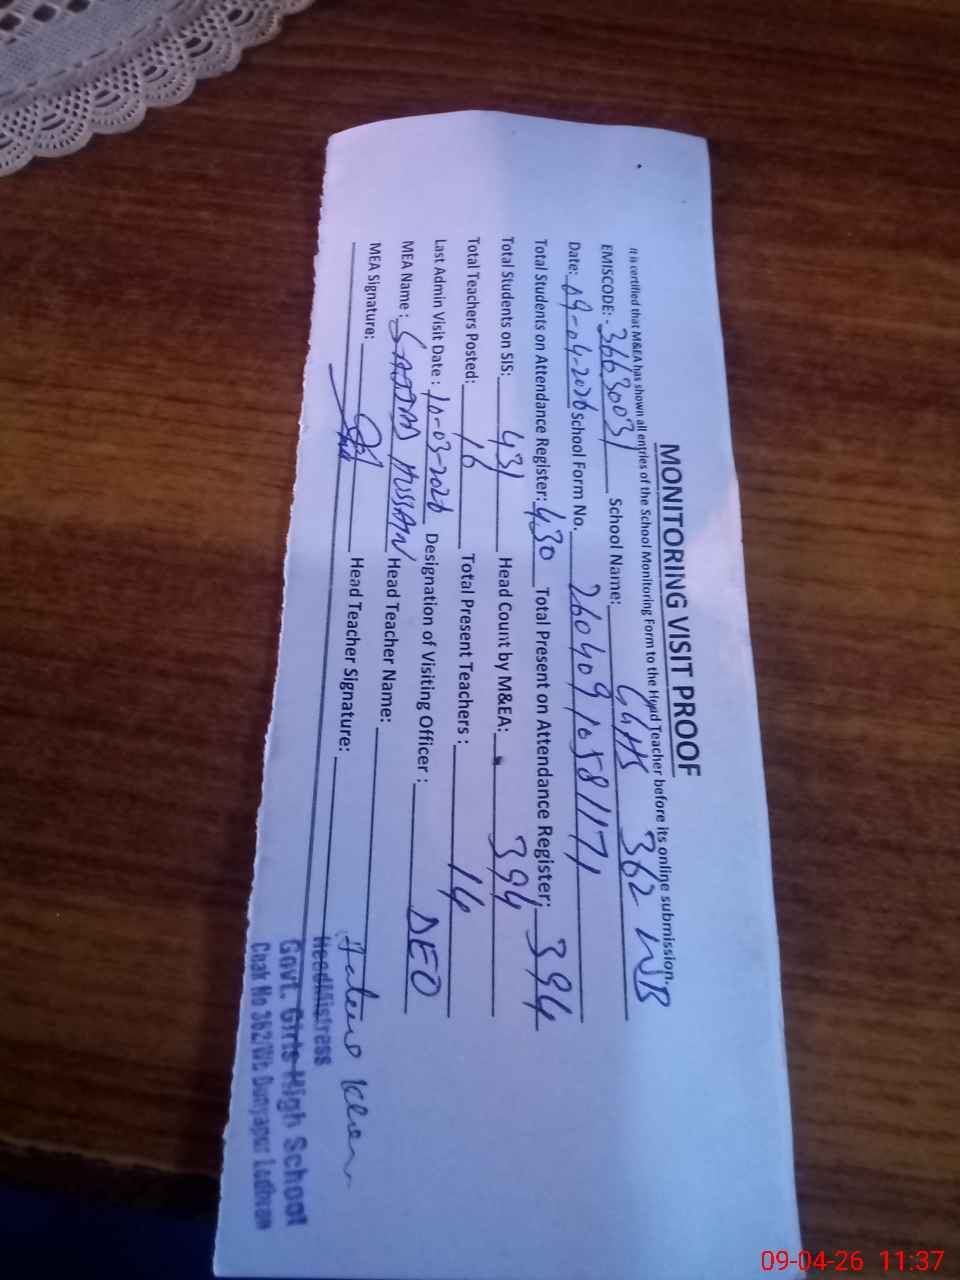 MONITORING VISIT PROOF
It is certified that M&EA has shown all entries of the School Monitoring Form to the Head Teacher before its online submission.
EMISCODE: 36630031 School Name: GGHS 362 WB
Date: 09-04-2026 School Form No. 26040910581171
Total Students on Attendance Register: 430 Total Present on Attendance Register: 394
Total Students on SIS: 431 Head Count by M&EA: 394
Total Teachers Posted: 16 Total Present Teachers : 14
Last Admin Visit Date : 10-03-2026 Designation of Visiting Officer : DEO
MEA Name : HUSSAIN Head Teacher Name:
MEA Signature: Head Teacher Signature:
HeadMistress
Govt. Girls High School
Chak No 362/WB Dunyapur Lodhran
09-04-26 11:37